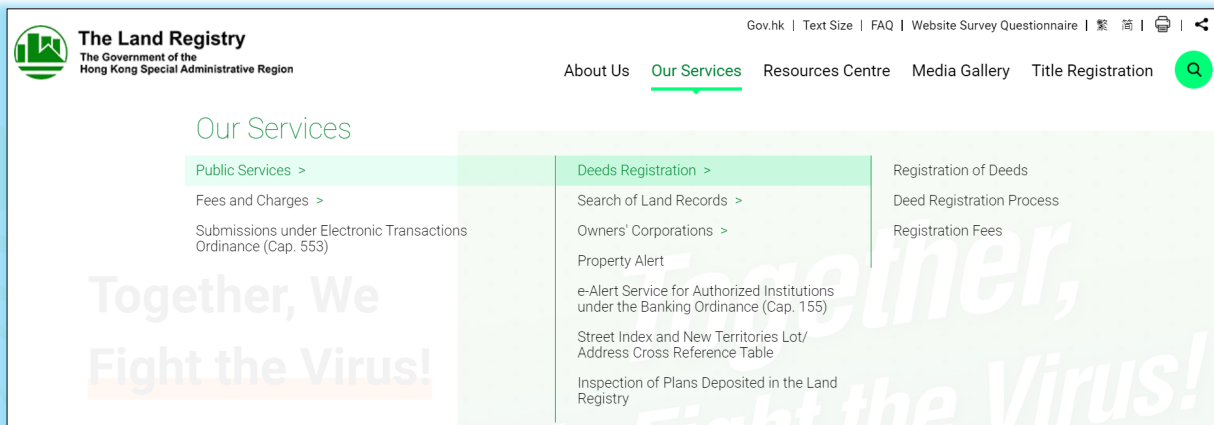 Gov.hk | Text Size | FAQ | Website Survey Questionnaire | 繁 简 |
The Land Registry
The Government of the
Hong Kong Special Administrative Region
About Us Our Services Resources Centre Media Gallery Title Registration
Our Services
Public Services >
Fees and Charges >
Submissions under Electronic Transactions
Ordinance (Cap. 553)
Deeds Registration >
Search of Land Records >
Owners' Corporations >
Property Alert
e-Alert Service for Authorized Institutions
under the Banking Ordinance (Cap. 155)
Street Index and New Territories Lot/
Address Cross Reference Table
Inspection of Plans Deposited in the Land
Registry
Registration of Deeds
Deed Registration Process
Registration Fees
Together, We
Fight the Virus!
Together,
Fight the Virus!